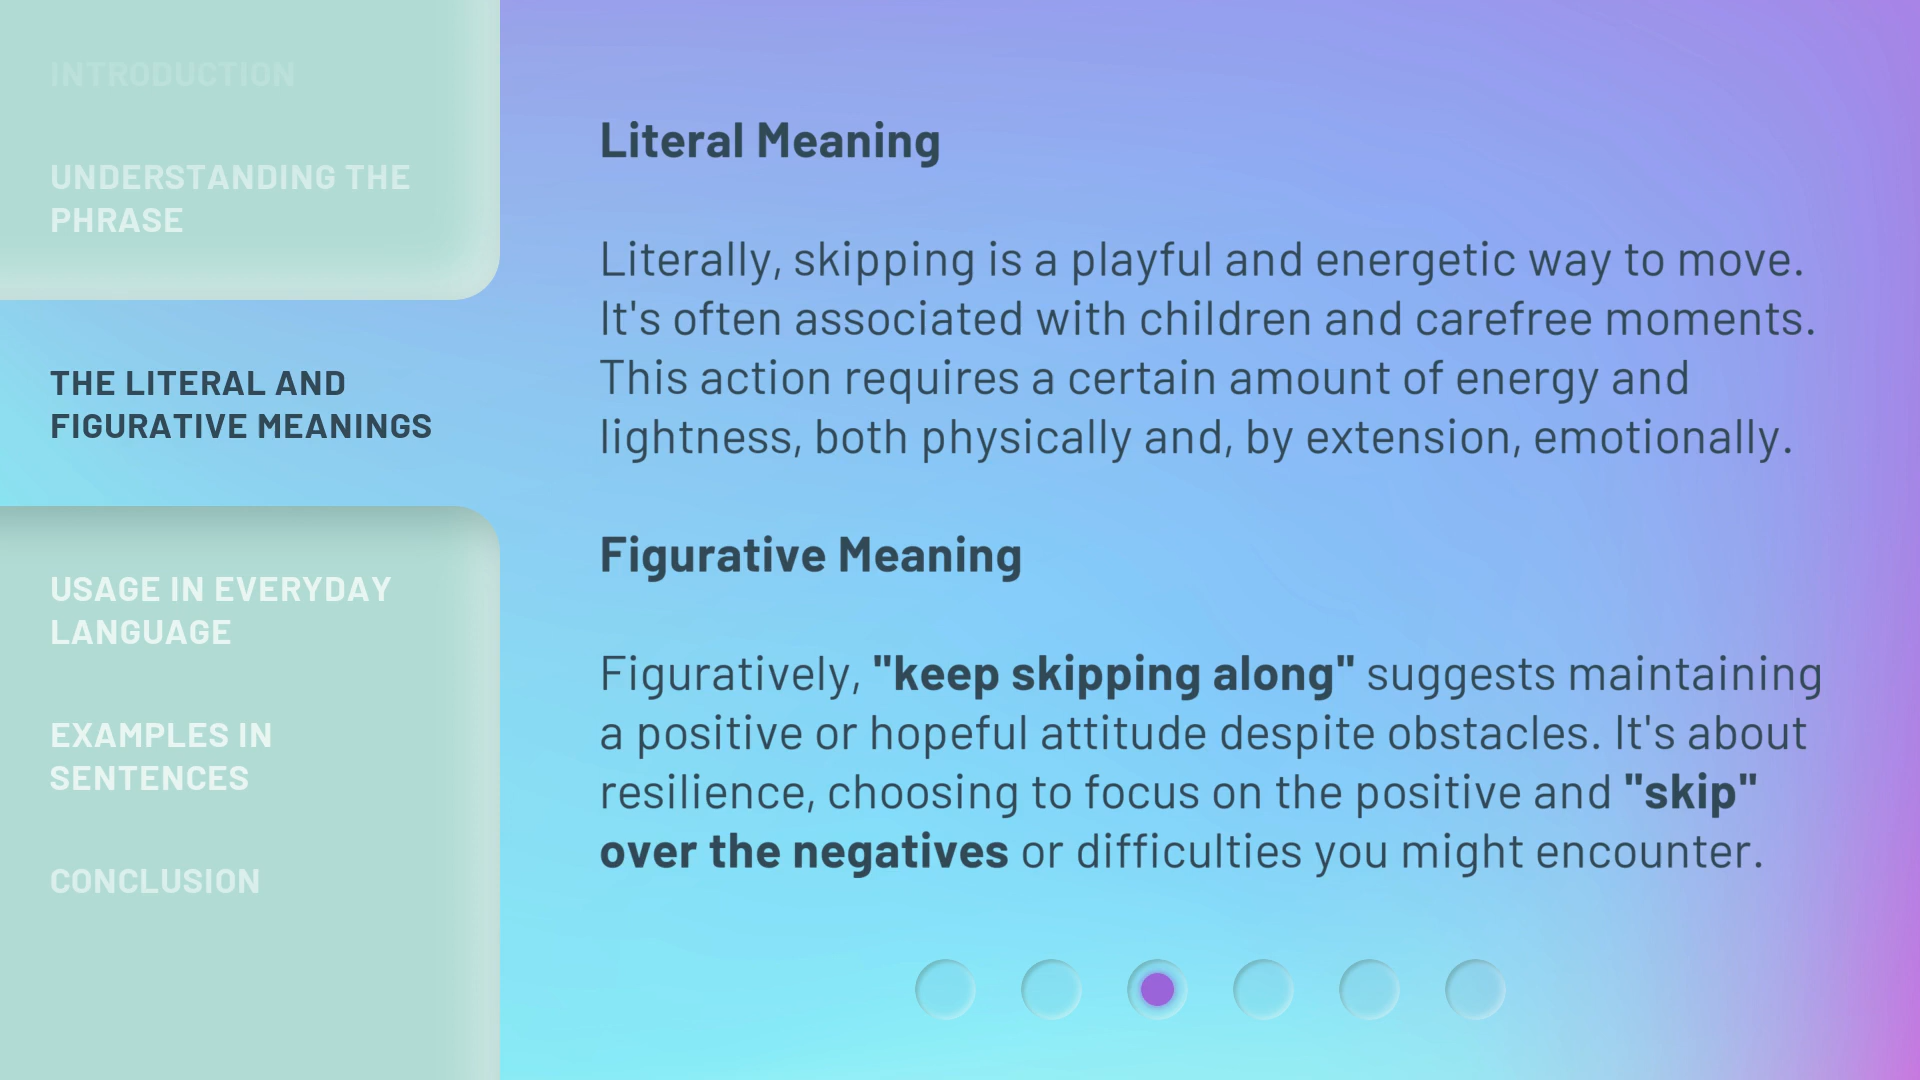 INTRODUCTION
UNDERSTANDING THE
PHRASE
THE LITERAL AND
FIGURATIVE MEANINGS
USAGE IN EVERYDAY
LANGUAGE
EXAMPLES IN
SENTENCES
CONCLUSION
Literal Meaning
Literally, skipping is a playful and energetic way to move.
It's often associated with children and carefree moments.
This action requires a certain amount of energy and
lightness, both physically and, by extension, emotionally.
Figurative Meaning
Figuratively, "keep skipping along" suggests maintaining
a positive or hopeful attitude despite obstacles. It's about
resilience, choosing to focus on the positive and "skip"
over the negatives or difficulties you might encounter.